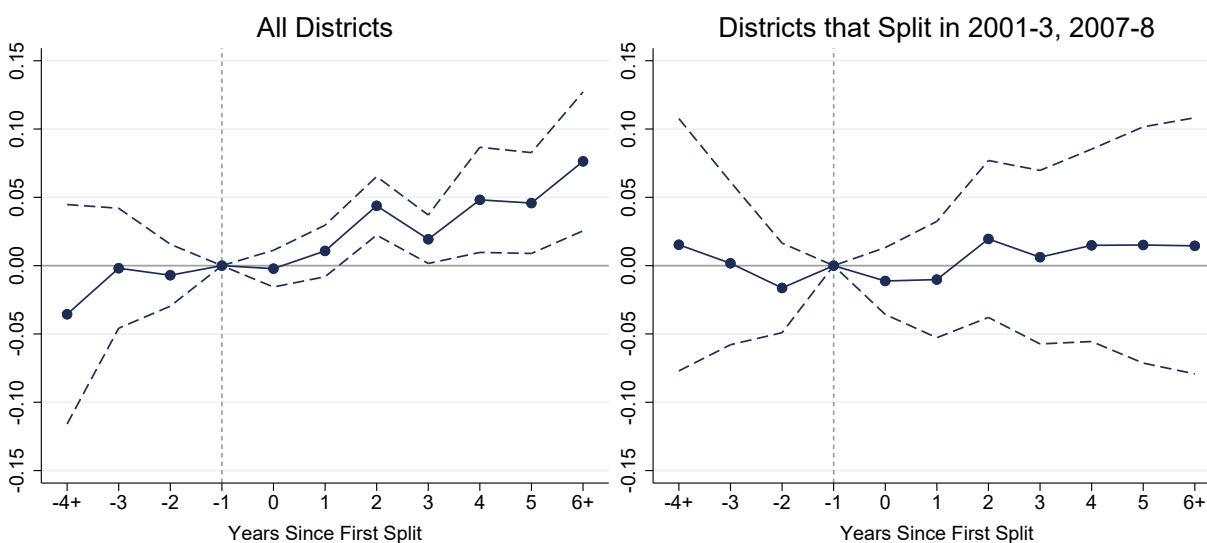 All Districts
0.15
0.10
0.05
0.00
-0.05
-0.10
-0.15
-4+ -3 -2 -1 0 1 2 3 4 5 6+
Years Since First Split
Districts that Split in 2001-3, 2007-8
0.15
0.10
0.05
0.00
-0.05
-0.10
-0.15
-4+ -3 -2 -1 0 1 2 3 4 5 6+
Years Since First Split